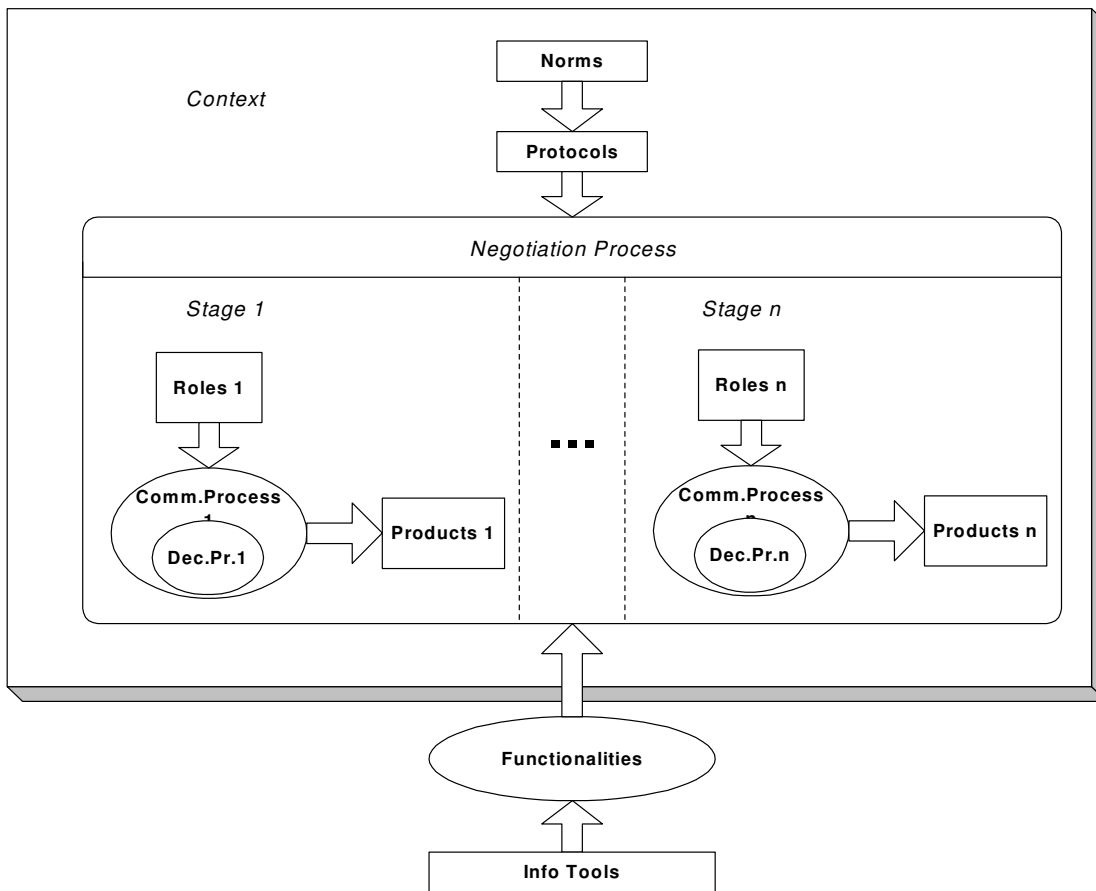 Norms
Context
Protocols
Negotiation Process
Stage 1
Stage n
Roles 1
Roles n
...
Comm.Process
1
Comm.Process
n
Dec.Pr.1
Dec.Pr.n
Products 1
Products n
Functionalities
Info Tools